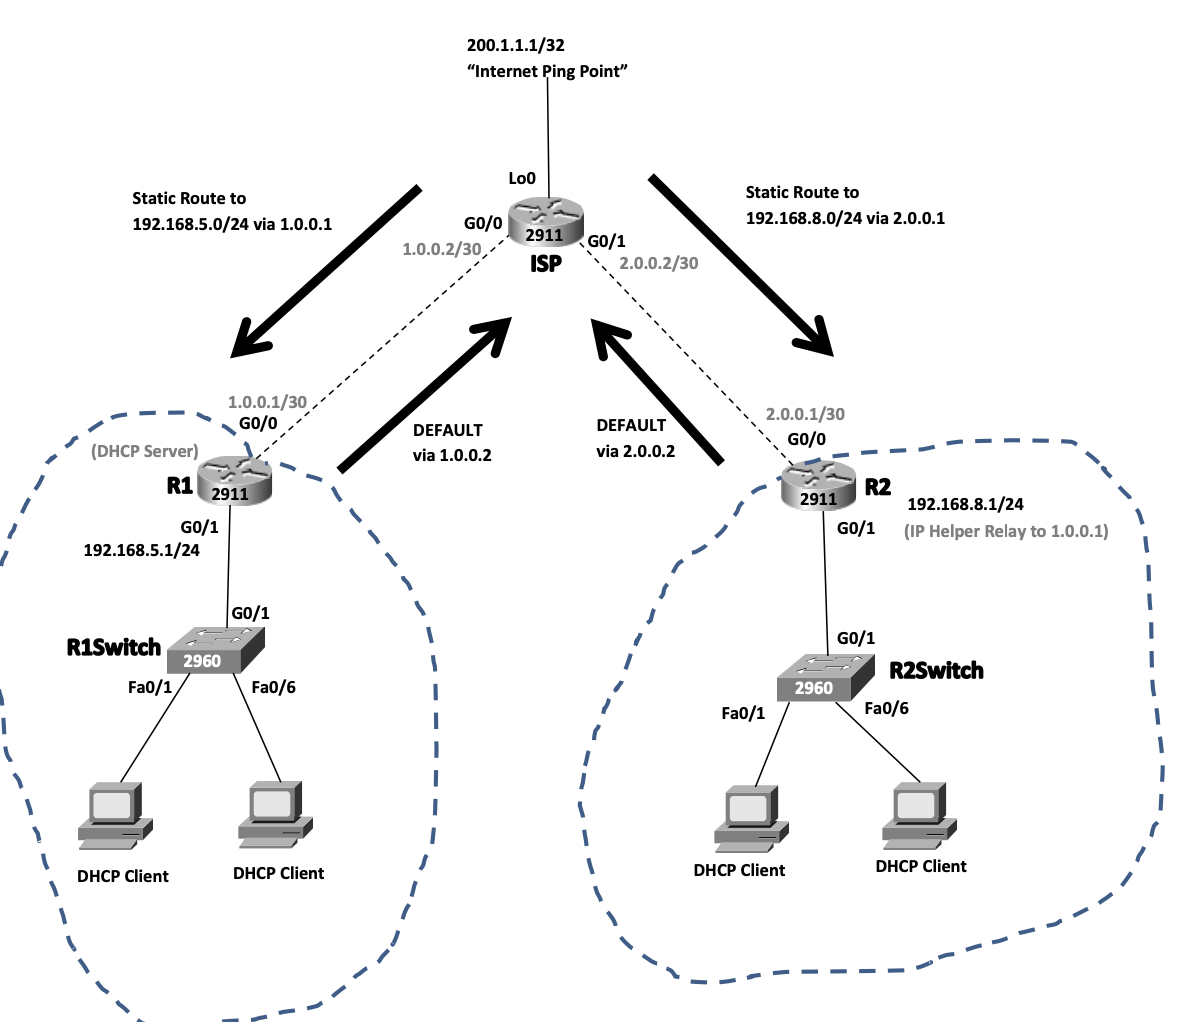 200.1.1.1/32
“Internet Ping Point”
Lo0
Static Route to
192.168.5.0/24 via 1.0.0.1
Static Route to
192.168.8.0/24 via 2.0.0.1
G0/0
1.0.0.2/30
2911
ISP
G0/1
2.0.0.2/30
1.0.0.1/30
G0/0
(DHCP Server)
R1
2911
G0/1
192.168.5.1/24
DEFAULT
via 1.0.0.2
DEFAULT
via 2.0.0.2
2.0.0.1/30
G0/0
2911
R2
192.168.8.1/24
(IP Helper Relay to 1.0.0.1)
G0/1
G0/1
R1Switch
2960
Fa0/1
Fa0/6
DHCP Client
DHCP Client
G0/1
R2Switch
2960
Fa0/1
Fa0/6
DHCP Client
DHCP Client